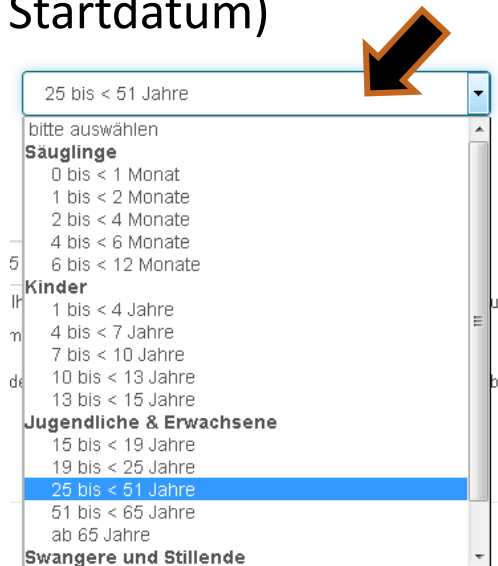 Startdatum)
25 bis < 51 Jahre
bitte auswählen
Säuglinge
0 bis < 1 Monat
1 bis < 2 Monate
2 bis < 4 Monate
4 bis < 6 Monate
6 bis < 12 Monate
Kinder
1 bis < 4 Jahre
4 bis < 7 Jahre
7 bis < 10 Jahre
10 bis < 13 Jahre
13 bis < 15 Jahre
Jugendliche & Erwachsene
15 bis < 19 Jahre
19 bis < 25 Jahre
25 bis < 51 Jahre
51 bis < 65 Jahre
ab 65 Jahre
Swangere und Stillende